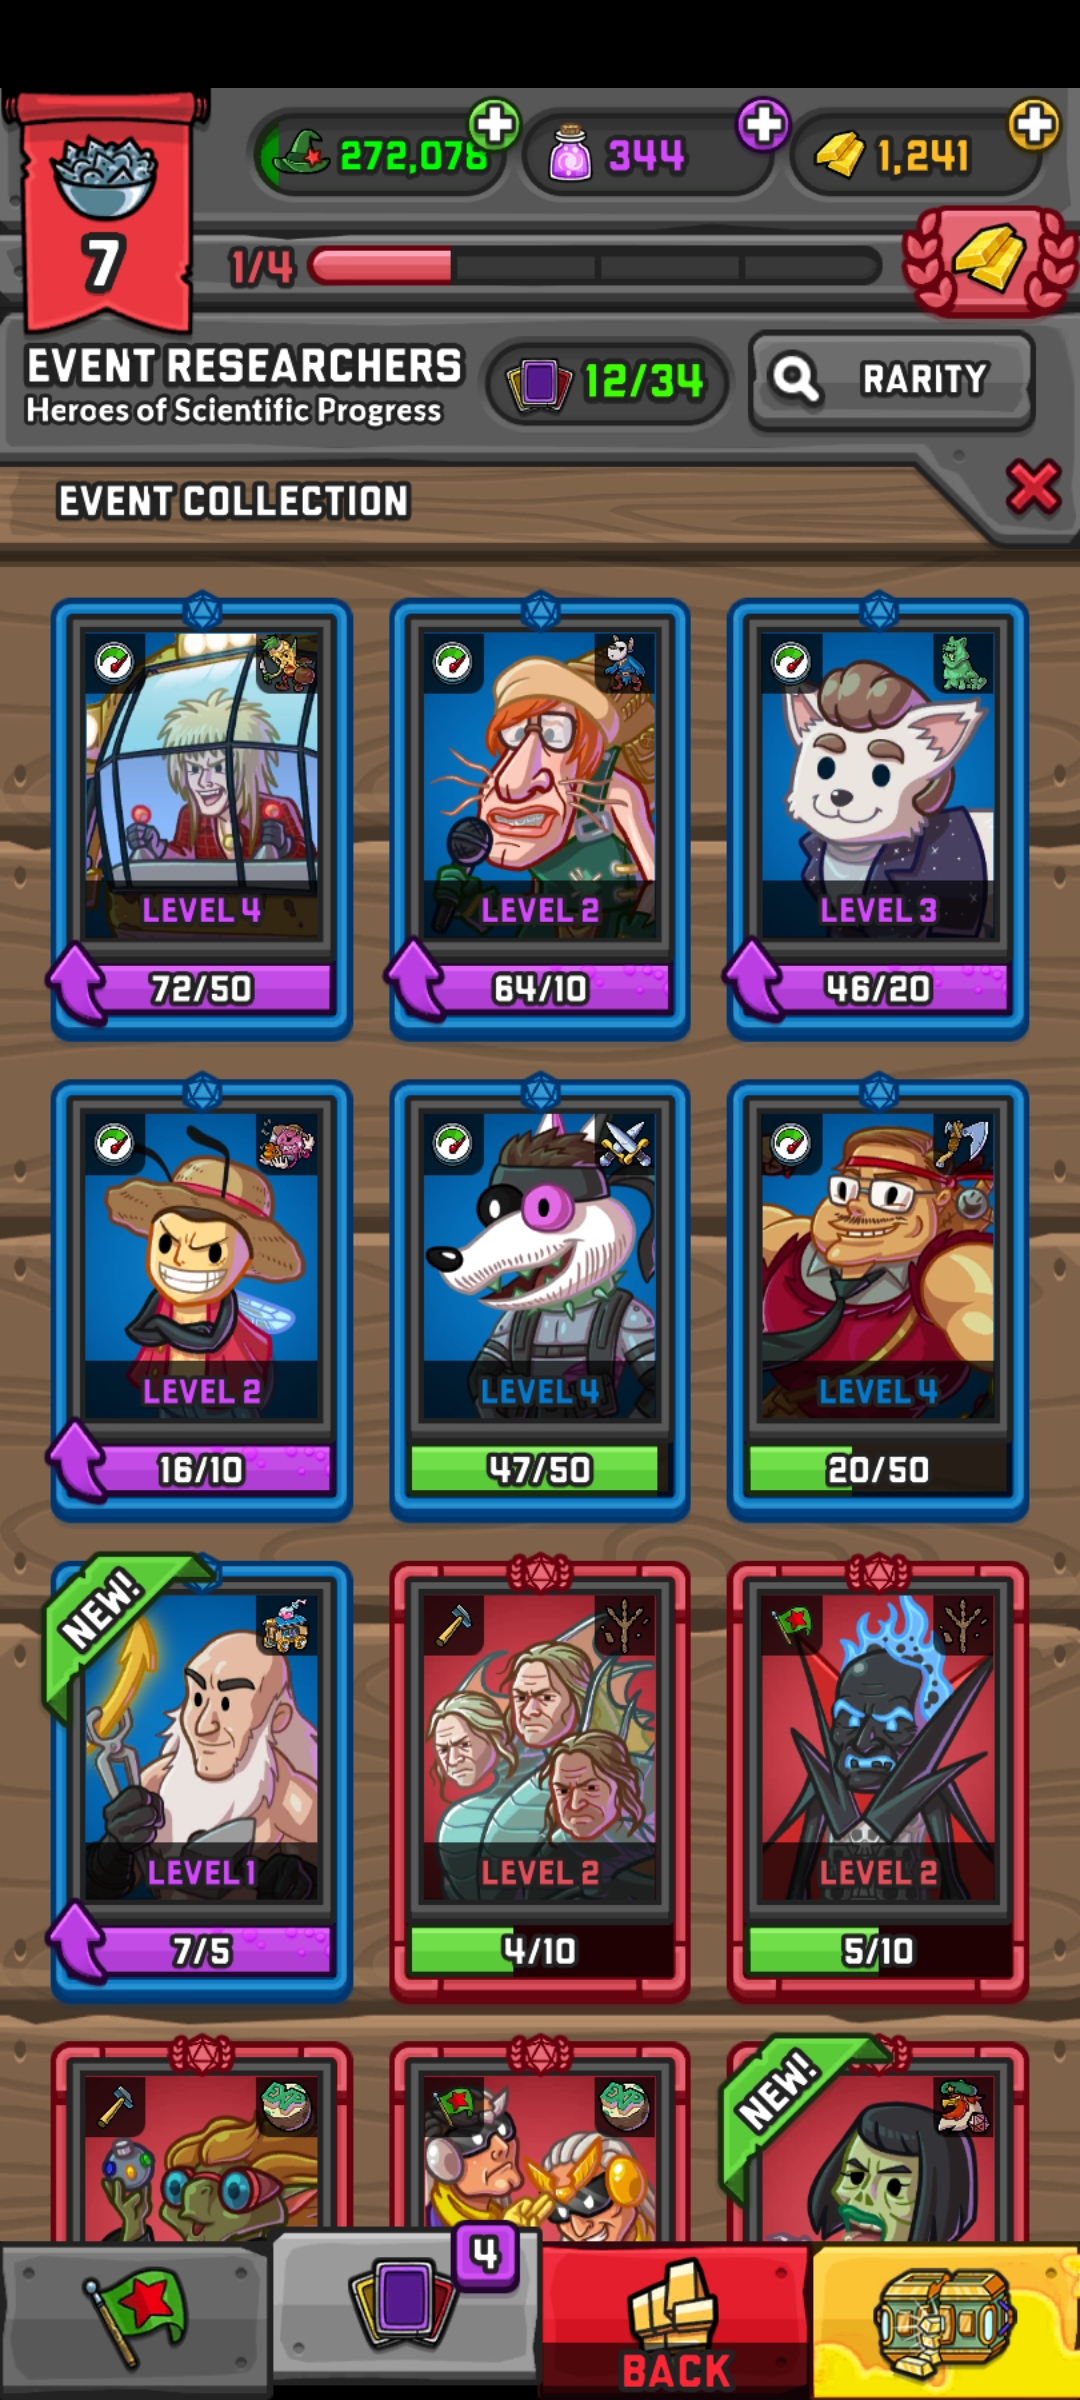 272,078
344
1,241
7
1/4
EVENT RESEARCHERS
Heroes of Scientific Progress
12/34
RARITY
EVENT COLLECTION
LEVEL 4
LEVEL 2
LEVEL 3
72/50
64/10
46/20
LEVEL 2
LEVEL 4
LEVEL 4
16/10
47/50
20/50
NEW!
LEVEL 1
LEVEL 2
LEVEL 2
7/5
4/10
5/10
EXP
EXP
NEW!
4
BACK